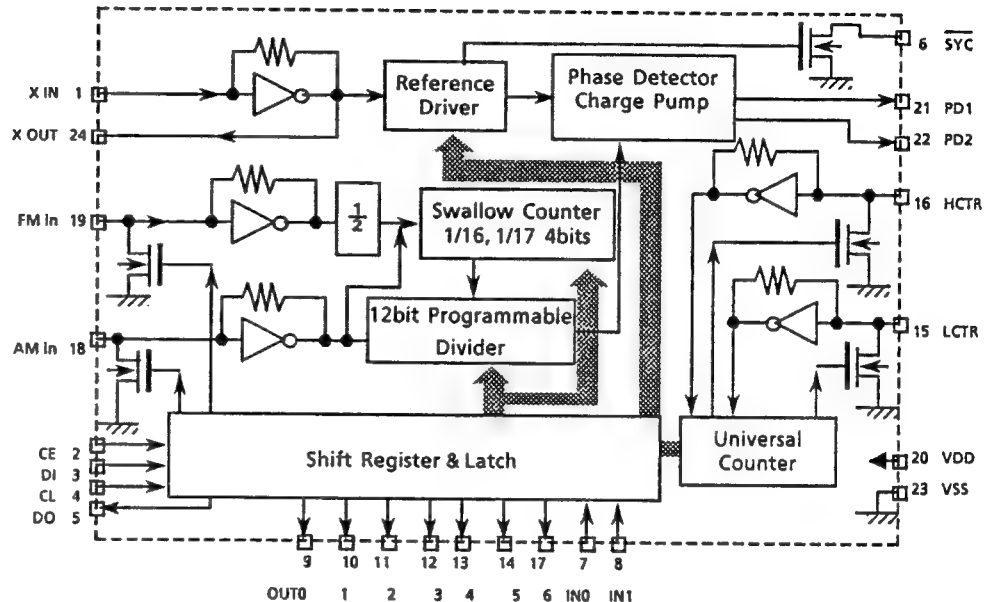 X IN 1
X OUT 24
FM In 19
AM In 18
CE 2
DI 3
CL 4
DO 5
Reference
Driver
Phase Detector
Charge Pump
1
2
Swallow Counter
1/16, 1/17 4bits
12bit Programmable
Divider
Shift Register & Latch
Universal
Counter
6 SYC
21 PD1
22 PD2
16 HCTR
15 LCTR
20 VDD
23 VSS
9 10 11 12 13 14 17 7 8
OUT0 1 2 3 4 5 6 IN0 IN1